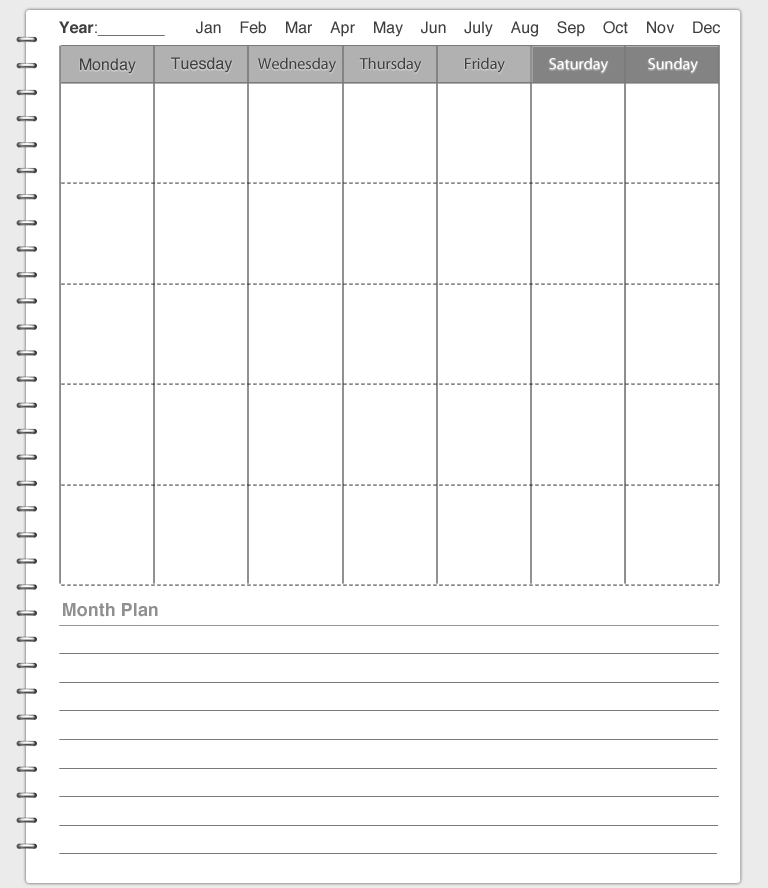 Year:________ Jan Feb Mar Apr May Jun July Aug Sep Oct Nov Dec
Monday Tuesday Wednesday Thursday Friday Saturday Sunday
Month Plan